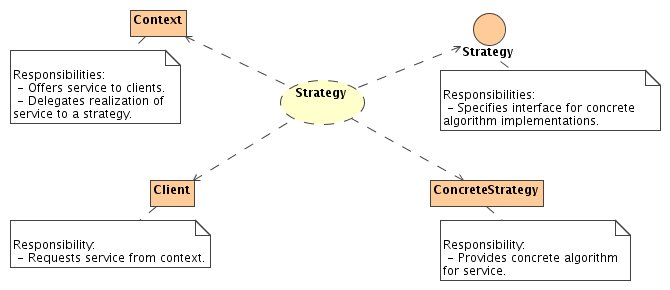 Context
Responsibilities:
- Offers service to clients.
- Delegates realization of
service to a strategy.
Strategy
Strategy
Responsibilities:
- Specifies interface for concrete
algorithm implementations.
Client
Responsibility:
- Requests service from context.
ConcreteStrategy
Responsibility:
- Provides concrete algorithm
for service.